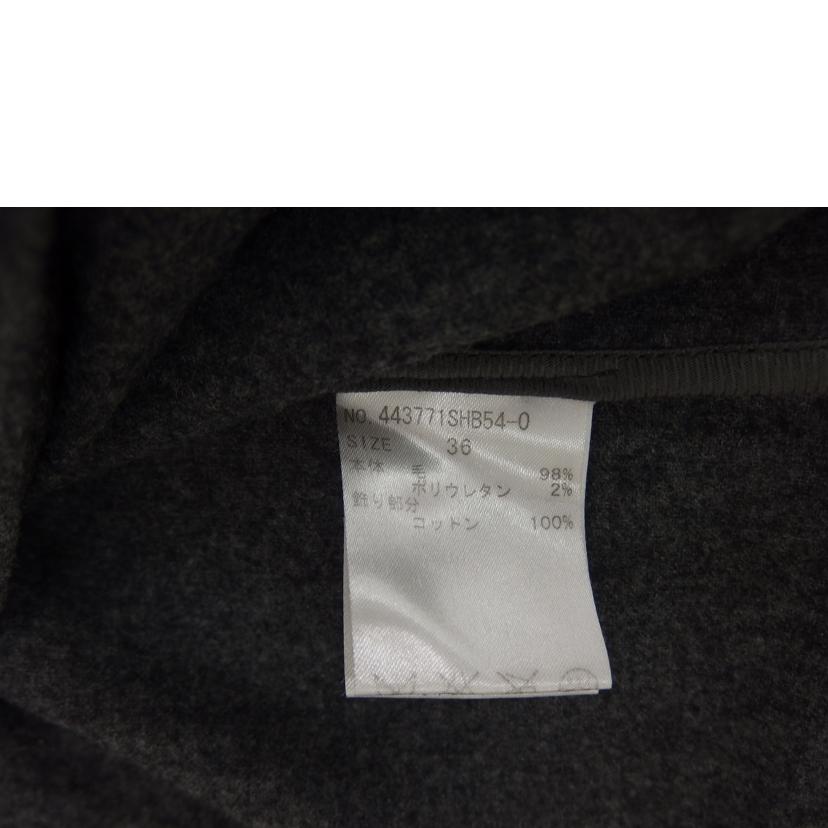 NO. 443771SHB54-0
SIZE 36
本体 毛 98%
ポリウレタン 2%
飾り部分
コットン 100%